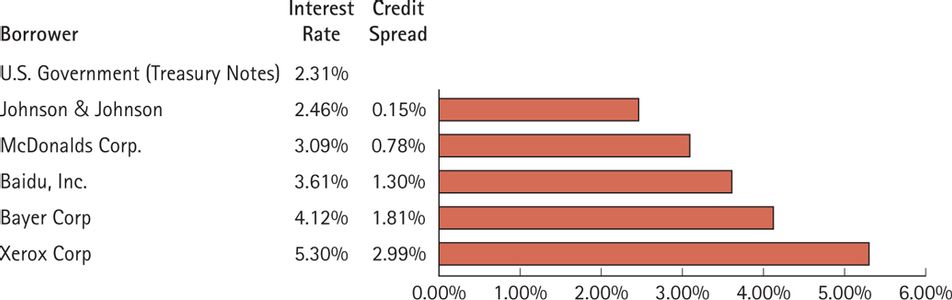 Interest Credit
Borrower Rate Spread
U.S. Government (Treasury Notes) 2.31%
Johnson & Johnson 2.46% 0.15%
McDonalds Corp. 3.09% 0.78%
Baidu, Inc. 3.61% 1.30%
Bayer Corp 4.12% 1.81%
Xerox Corp 5.30% 2.99%
0.00% 1.00% 2.00% 3.00% 4.00% 5.00% 6.00%